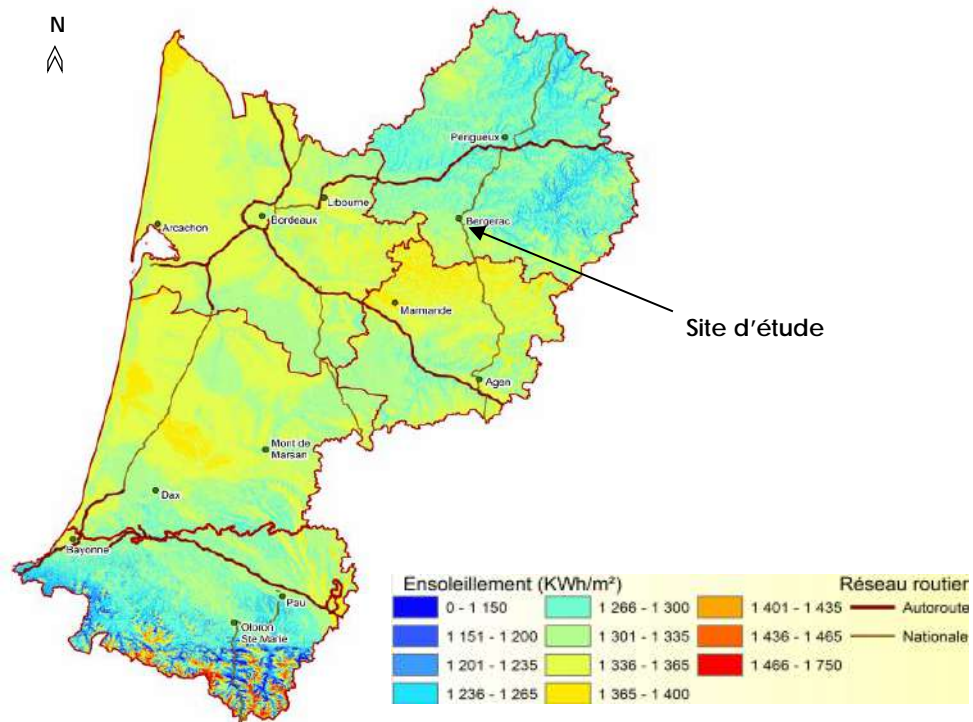 N
Périgueux
Libourne
Bordeaux
Bergerac
Arcachon
Marmande
Site d'étude
Agen
Mont de
Marsan
Dax
Bayonne
Pau
Oloron
Ste Marie
Ensoleillement (KWh/m²)
0 - 1 150
1 151 - 1 200
1 201 - 1 235
1 236 - 1 265
1 266 - 1 300
1 301 - 1 335
1 336 - 1 365
1 365 - 1 400
1 401 - 1 435
1 436 - 1 465
1 466 - 1 750
Réseau routier
Autoroute
Nationale